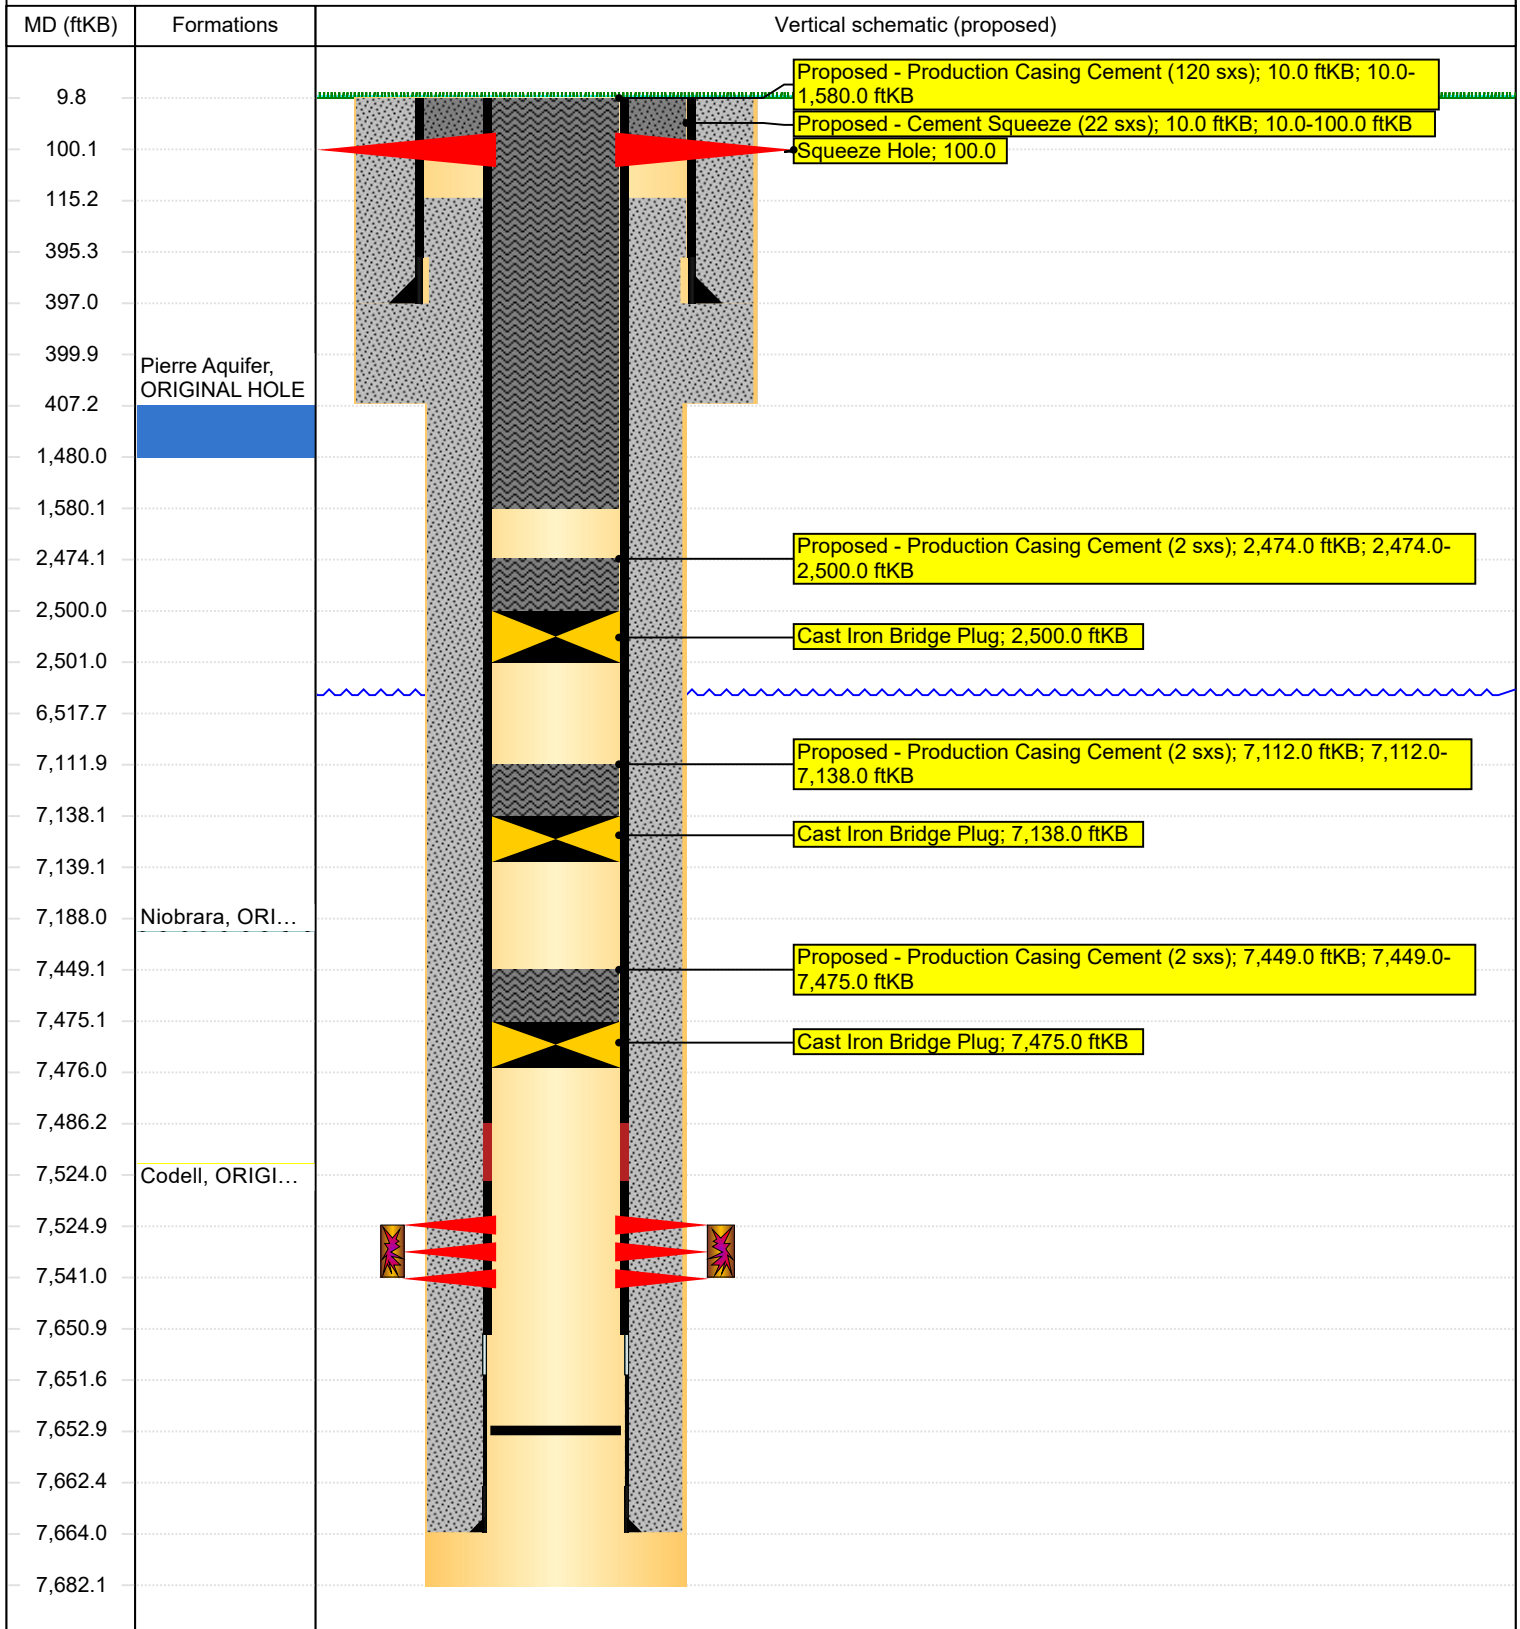 MD (ftKB)
Formations
Vertical schematic (proposed)
9.8
100.1
115.2
395.3
397.0
399.9
407.2
1,480.0
1,580.1
2,474.1
2,500.0
2,501.0
6,517.7
7,111.9
7,138.1
7,139.1
7,188.0
7,449.1
7,475.1
7,476.0
7,486.2
7,524.0
7,524.9
7,541.0
7,650.9
7,651.6
7,652.9
7,662.4
7,664.0
7,682.1
Pierre Aquifer,
ORIGINAL HOLE
Niobrara, ORI...
Codell, ORIGI...
Proposed - Production Casing Cement (120 sxs); 10.0 ftKB; 10.0-
1,580.0 ftKB
Proposed - Cement Squeeze (22 sxs); 10.0 ftKB; 10.0-100.0 ftKB
Squeeze Hole; 100.0
Proposed - Production Casing Cement (2 sxs); 2,474.0 ftKB; 2,474.0-
2,500.0 ftKB
Cast Iron Bridge Plug; 2,500.0 ftKB
Proposed - Production Casing Cement (2 sxs); 7,112.0 ftKB; 7,112.0-
7,138.0 ftKB
Cast Iron Bridge Plug; 7,138.0 ftKB
Proposed - Production Casing Cement (2 sxs); 7,449.0 ftKB; 7,449.0-
7,475.0 ftKB
Cast Iron Bridge Plug; 7,475.0 ftKB